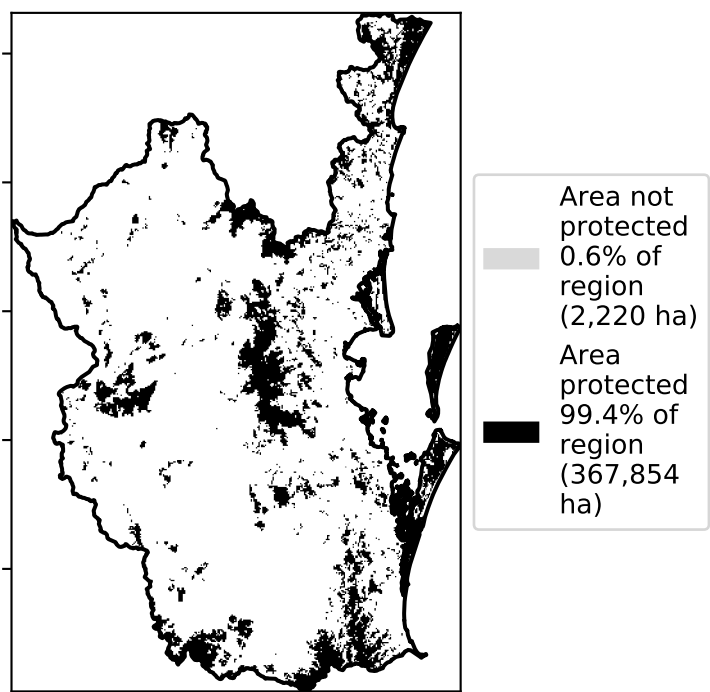 Area not
protected
0.6% of
region
(2,220 ha)
Area
protected
99.4% of
region
(367,854
ha)